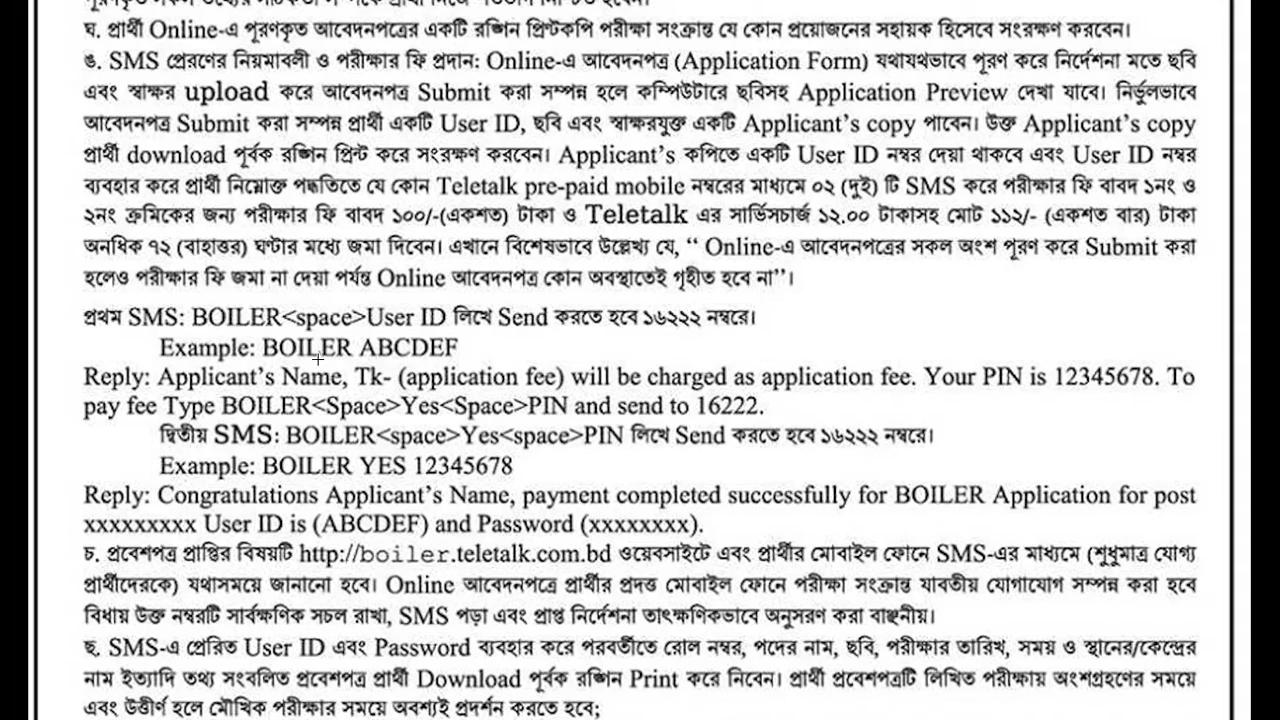 পূরণকৃত সকল তথ্যের সঠিকতা সম্পর্কে প্রার্থী নিজে শতভাগ নিশ্চিত হবেন।
ঘ. প্রার্থী Online-এ পূরণকৃত আবেদনপত্রের একটি রঙ্গিন প্রিন্টকপি পরীক্ষা সংক্রান্ত যে কোন প্রয়োজনের সহায়ক হিসেবে সংরক্ষণ করবেন।
ঙ. SMS প্রেরণের নিয়মাবলী ও পরীক্ষার ফি প্রদান: Online-এ আবেদনপত্র (Application Form) যথাযথভাবে পূরণ করে নির্দেশনা মতে ছবি
এবং স্বাক্ষর upload করে আবেদনপত্র Submit করা সম্পন্ন হলে কম্পিউটারে ছবিসহ Application Preview দেখা যাবে। নির্ভুলভাবে
আবেদনপত্র Submit করা সম্পন্ন প্রার্থী একটি User ID, ছবি এবং স্বাক্ষরযুক্ত একটি Applicant's copy পাবেন। উক্ত Applicant's copy
প্রার্থী download পূর্বক রঙ্গিন প্রিন্ট করে সংরক্ষণ করবেন। Applicant's কপিতে একটি User ID নম্বর দেয়া থাকবে এবং User ID নম্বর
ব্যবহার করে প্রার্থী নিম্নোক্ত পদ্ধতিতে যে কোন Teletalk pre-paid mobile নম্বরের মাধ্যমে ০২ (দুই) টি SMS করে পরীক্ষার ফি বাবদ ১নং ও
২নং ক্রমিকের জন্য পরীক্ষার ফি বাবদ ১০০/-(একশত) টাকা ও Teletalk এর সার্ভিসচার্জ ১২.০০ টাকাসহ মোট ১১২/- (একশত বার) টাকা
অনধিক ৭২ (বাহাত্তর) ঘণ্টার মধ্যে জমা দিবেন। এখানে বিশেষভাবে উল্লেখ্য যে, “ Online-এ আবেদনপত্রের সকল অংশ পূরণ করে Submit করা
হলেও পরীক্ষার ফি জমা না দেয়া পর্যন্ত Online আবেদনপত্র কোন অবস্থাতেই গৃহীত হবে না”।
প্রথম SMS: BOILER<space>User ID লিখে Send করতে হবে ১৬২২২ নম্বরে।
Example: BOILER ABCDEF
Reply: Applicant's Name, Tk- (application fee) will be charged as application fee. Your PIN is 12345678. To
pay fee Type BOILER<Space>Yes<Space>PIN and send to 16222.
দ্বিতীয় SMS: BOILER<space>Yes<space>PIN লিখে Send করতে হবে ১৬২২২ নম্বরে।
Example: BOILER YES 12345678
Reply: Congratulations Applicant's Name, payment completed successfully for BOILER Application for post
xxxxxxxxx User ID is (ABCDEF) and Password (xxxxxxxx).
চ. প্রবেশপত্র প্রাপ্তির বিষয়টি http://boiler.teletalk.com.bd ওয়েবসাইটে এবং প্রার্থীর মোবাইল ফোনে SMS-এর মাধ্যমে (শুধুমাত্র যোগ্য
প্রার্থীদেরকে) যথাসময়ে জানানো হবে। Online আবেদনপত্রে প্রার্থীর প্রদত্ত মোবাইল ফোনে পরীক্ষা সংক্রান্ত যাবতীয় যোগাযোগ সম্পন্ন করা হবে
বিধায় উক্ত নম্বরটি সার্বক্ষণিক সচল রাখা, SMS পড়া এবং প্রাপ্ত নির্দেশনা তাৎক্ষণিকভাবে অনুসরণ করা বাঞ্ছনীয়।
ছ. SMS-এ প্রেরিত User ID এবং Password ব্যবহার করে পরবর্তীতে রোল নম্বর, পদের নাম, ছবি, পরীক্ষার তারিখ, সময় ও স্থানের/কেন্দ্রের
নাম ইত্যাদি তথ্য সংবলিত প্রবেশপত্র প্রার্থী Download পূর্বক রঙ্গিন Print করে নিবেন। প্রার্থী প্রবেশপত্রটি লিখিত পরীক্ষায় অংশগ্রহণের সময়ে
এবং উত্তীর্ণ হলে মৌখিক পরীক্ষার সময়ে অবশ্যই প্রদর্শন করতে হবে;